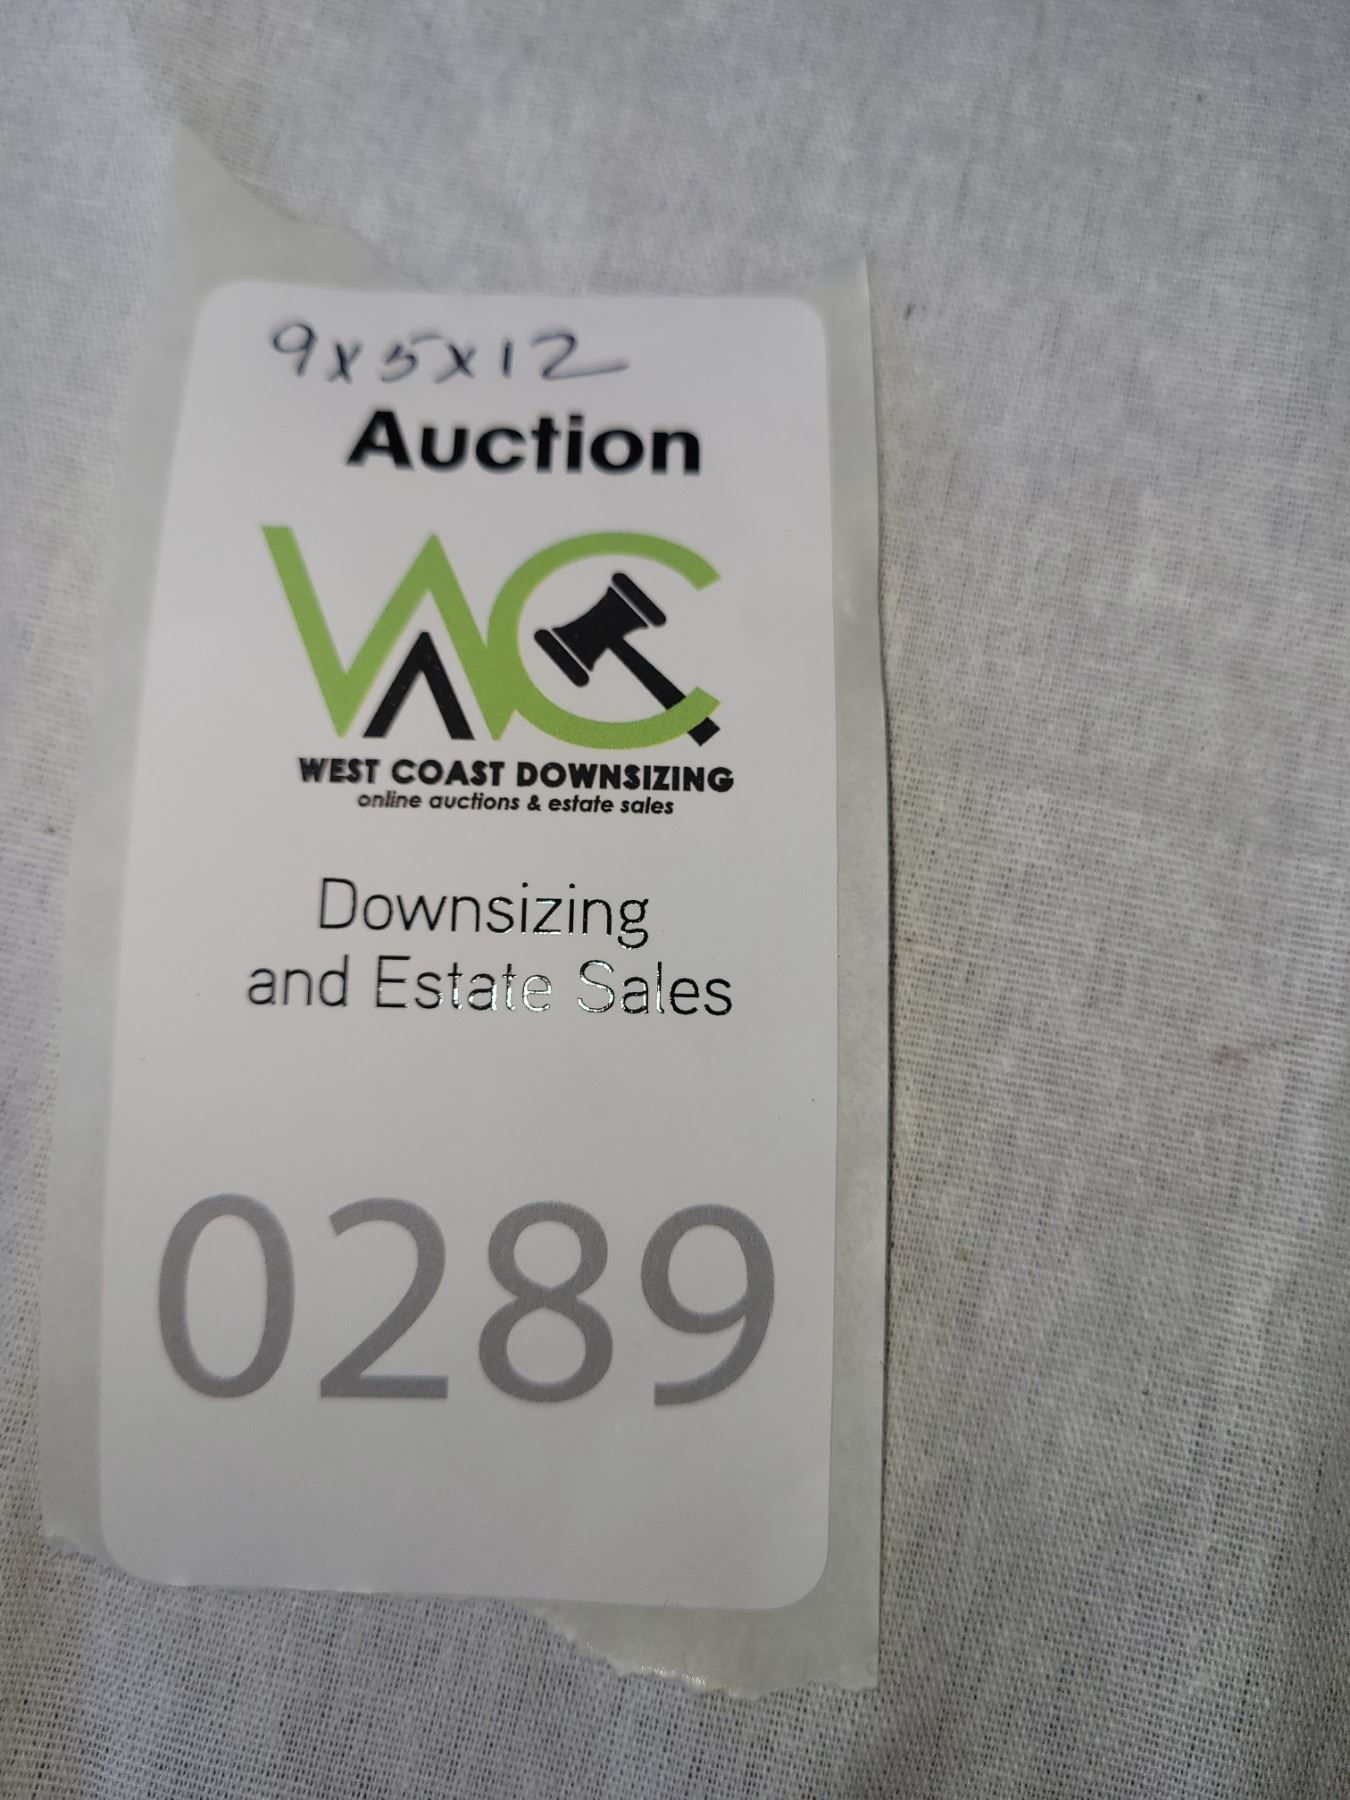 9x5x12
Auction
WC
WEST COAST DOWNSIZING
online auctions & estate sales
Downsizing
and Estate Sales
0289